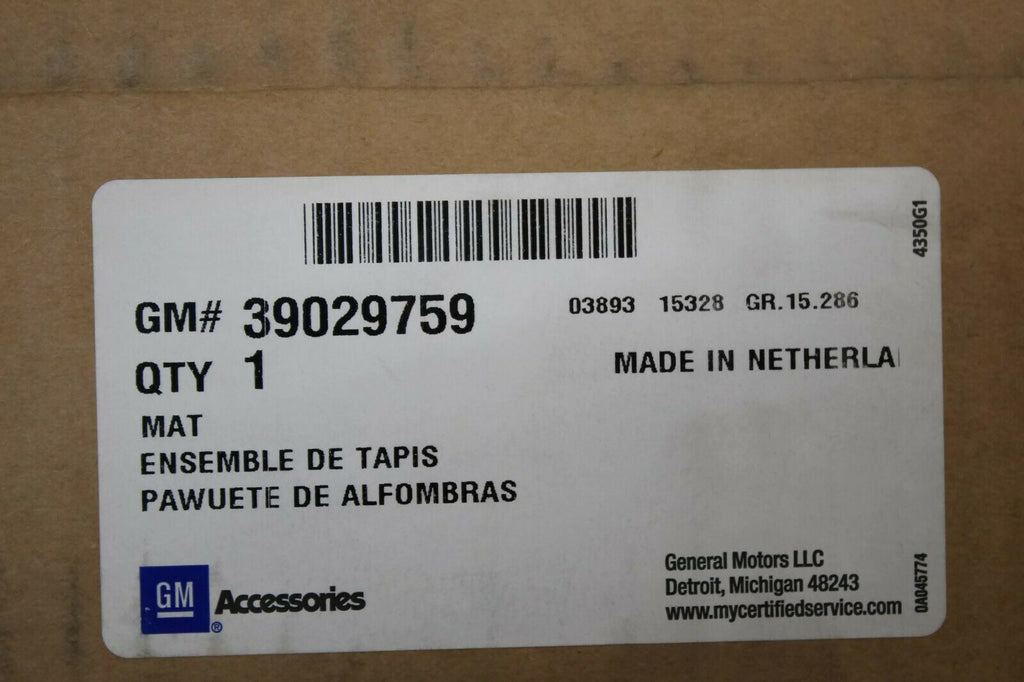 4350G1
GM# 39029759
03893 15328 GR.15.286
QTY 1
MADE IN NETHERLA
MAT
ENSEMBLE DE TAPIS
PAWUETE DE ALFOMBRAS
GM
® Accessories
General Motors LLC
Detroit, Michigan 48243
www.mycertifiedservice.com
0A045774